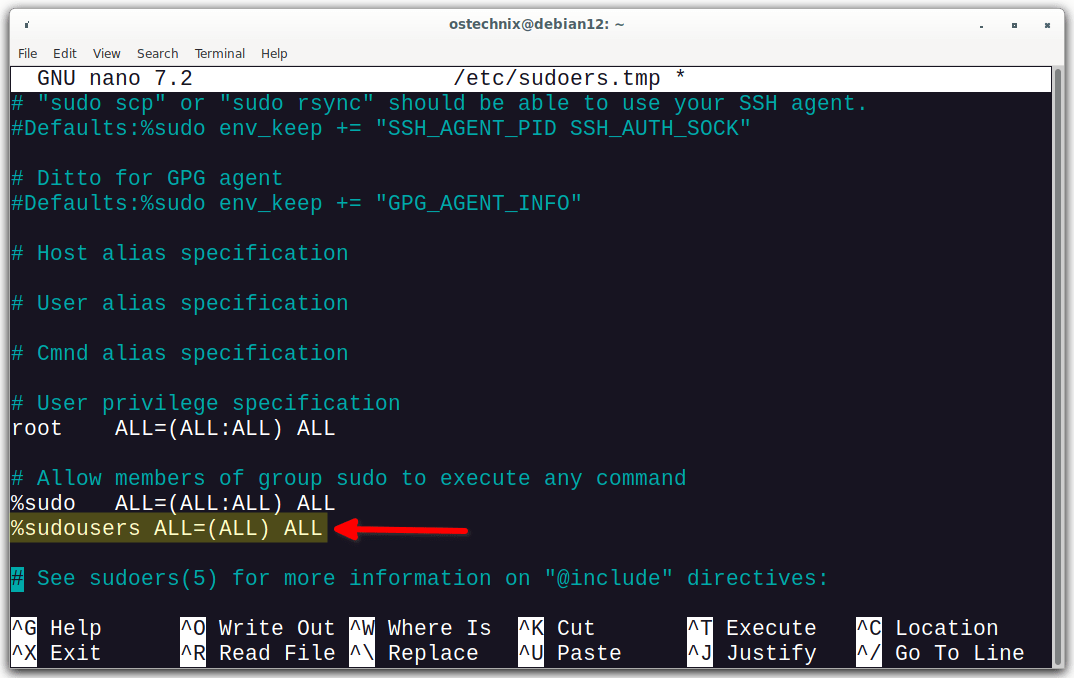 ostechnix@debian12: ~
File Edit View Search Terminal Help
GNU nano 7.2 /etc/sudoers.tmp *
# "sudo scp" or "sudo rsync" should be able to use your SSH agent.
#Defaults:%sudo env_keep += "SSH_AGENT_PID SSH_AUTH_SOCK"
# Ditto for GPG agent
#Defaults:%sudo env_keep += "GPG_AGENT_INFO"
# Host alias specification
# User alias specification
# Cmnd alias specification
# User privilege specification
root ALL=(ALL:ALL) ALL
# Allow members of group sudo to execute any command
%sudo ALL=(ALL:ALL) ALL
%sudousers ALL=(ALL) ALL
# See sudoers(5) for more information on "@include" directives:
^G Help ^O Write Out ^W Where Is ^K Cut ^T Execute ^C Location
^X Exit ^R Read File ^\ Replace ^U Paste ^J Justify ^/ Go To Line